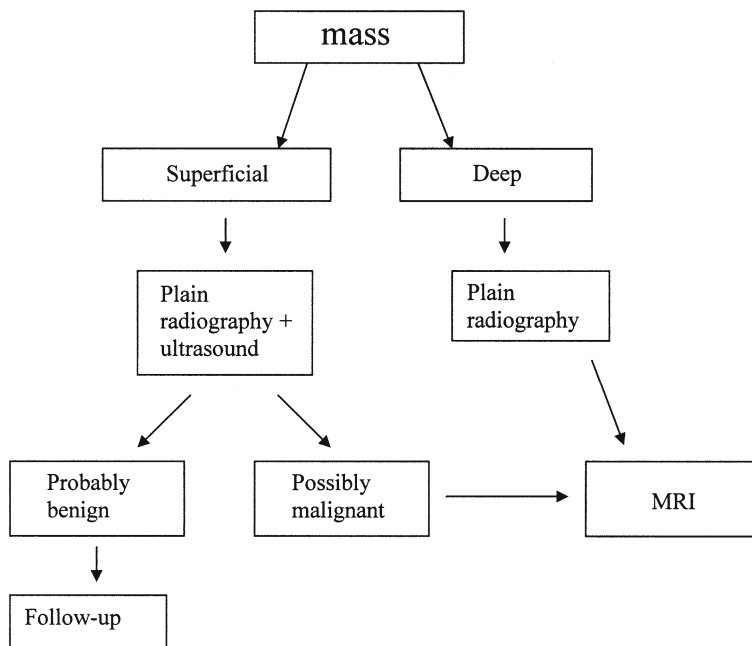 mass
Superficial
Deep
Plain
radiography +
ultrasound
Plain
radiography
Probably
benign
Possibly
malignant
MRI
Follow-up